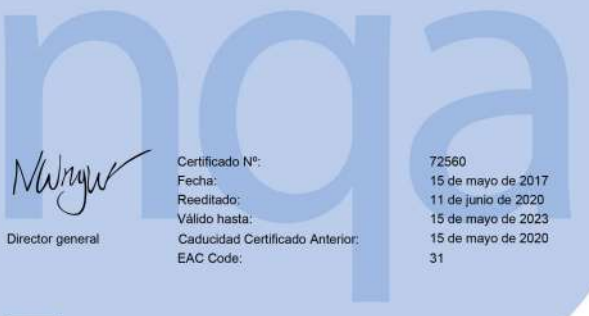 nqa
Certificado Nº: 72560
Fecha: 15 de mayo de 2017
Reeditado: 11 de junio de 2020
Válido hasta: 15 de mayo de 2023
Director general Caducidad Certificado Anterior: 15 de mayo de 2020
EAC Code: 31